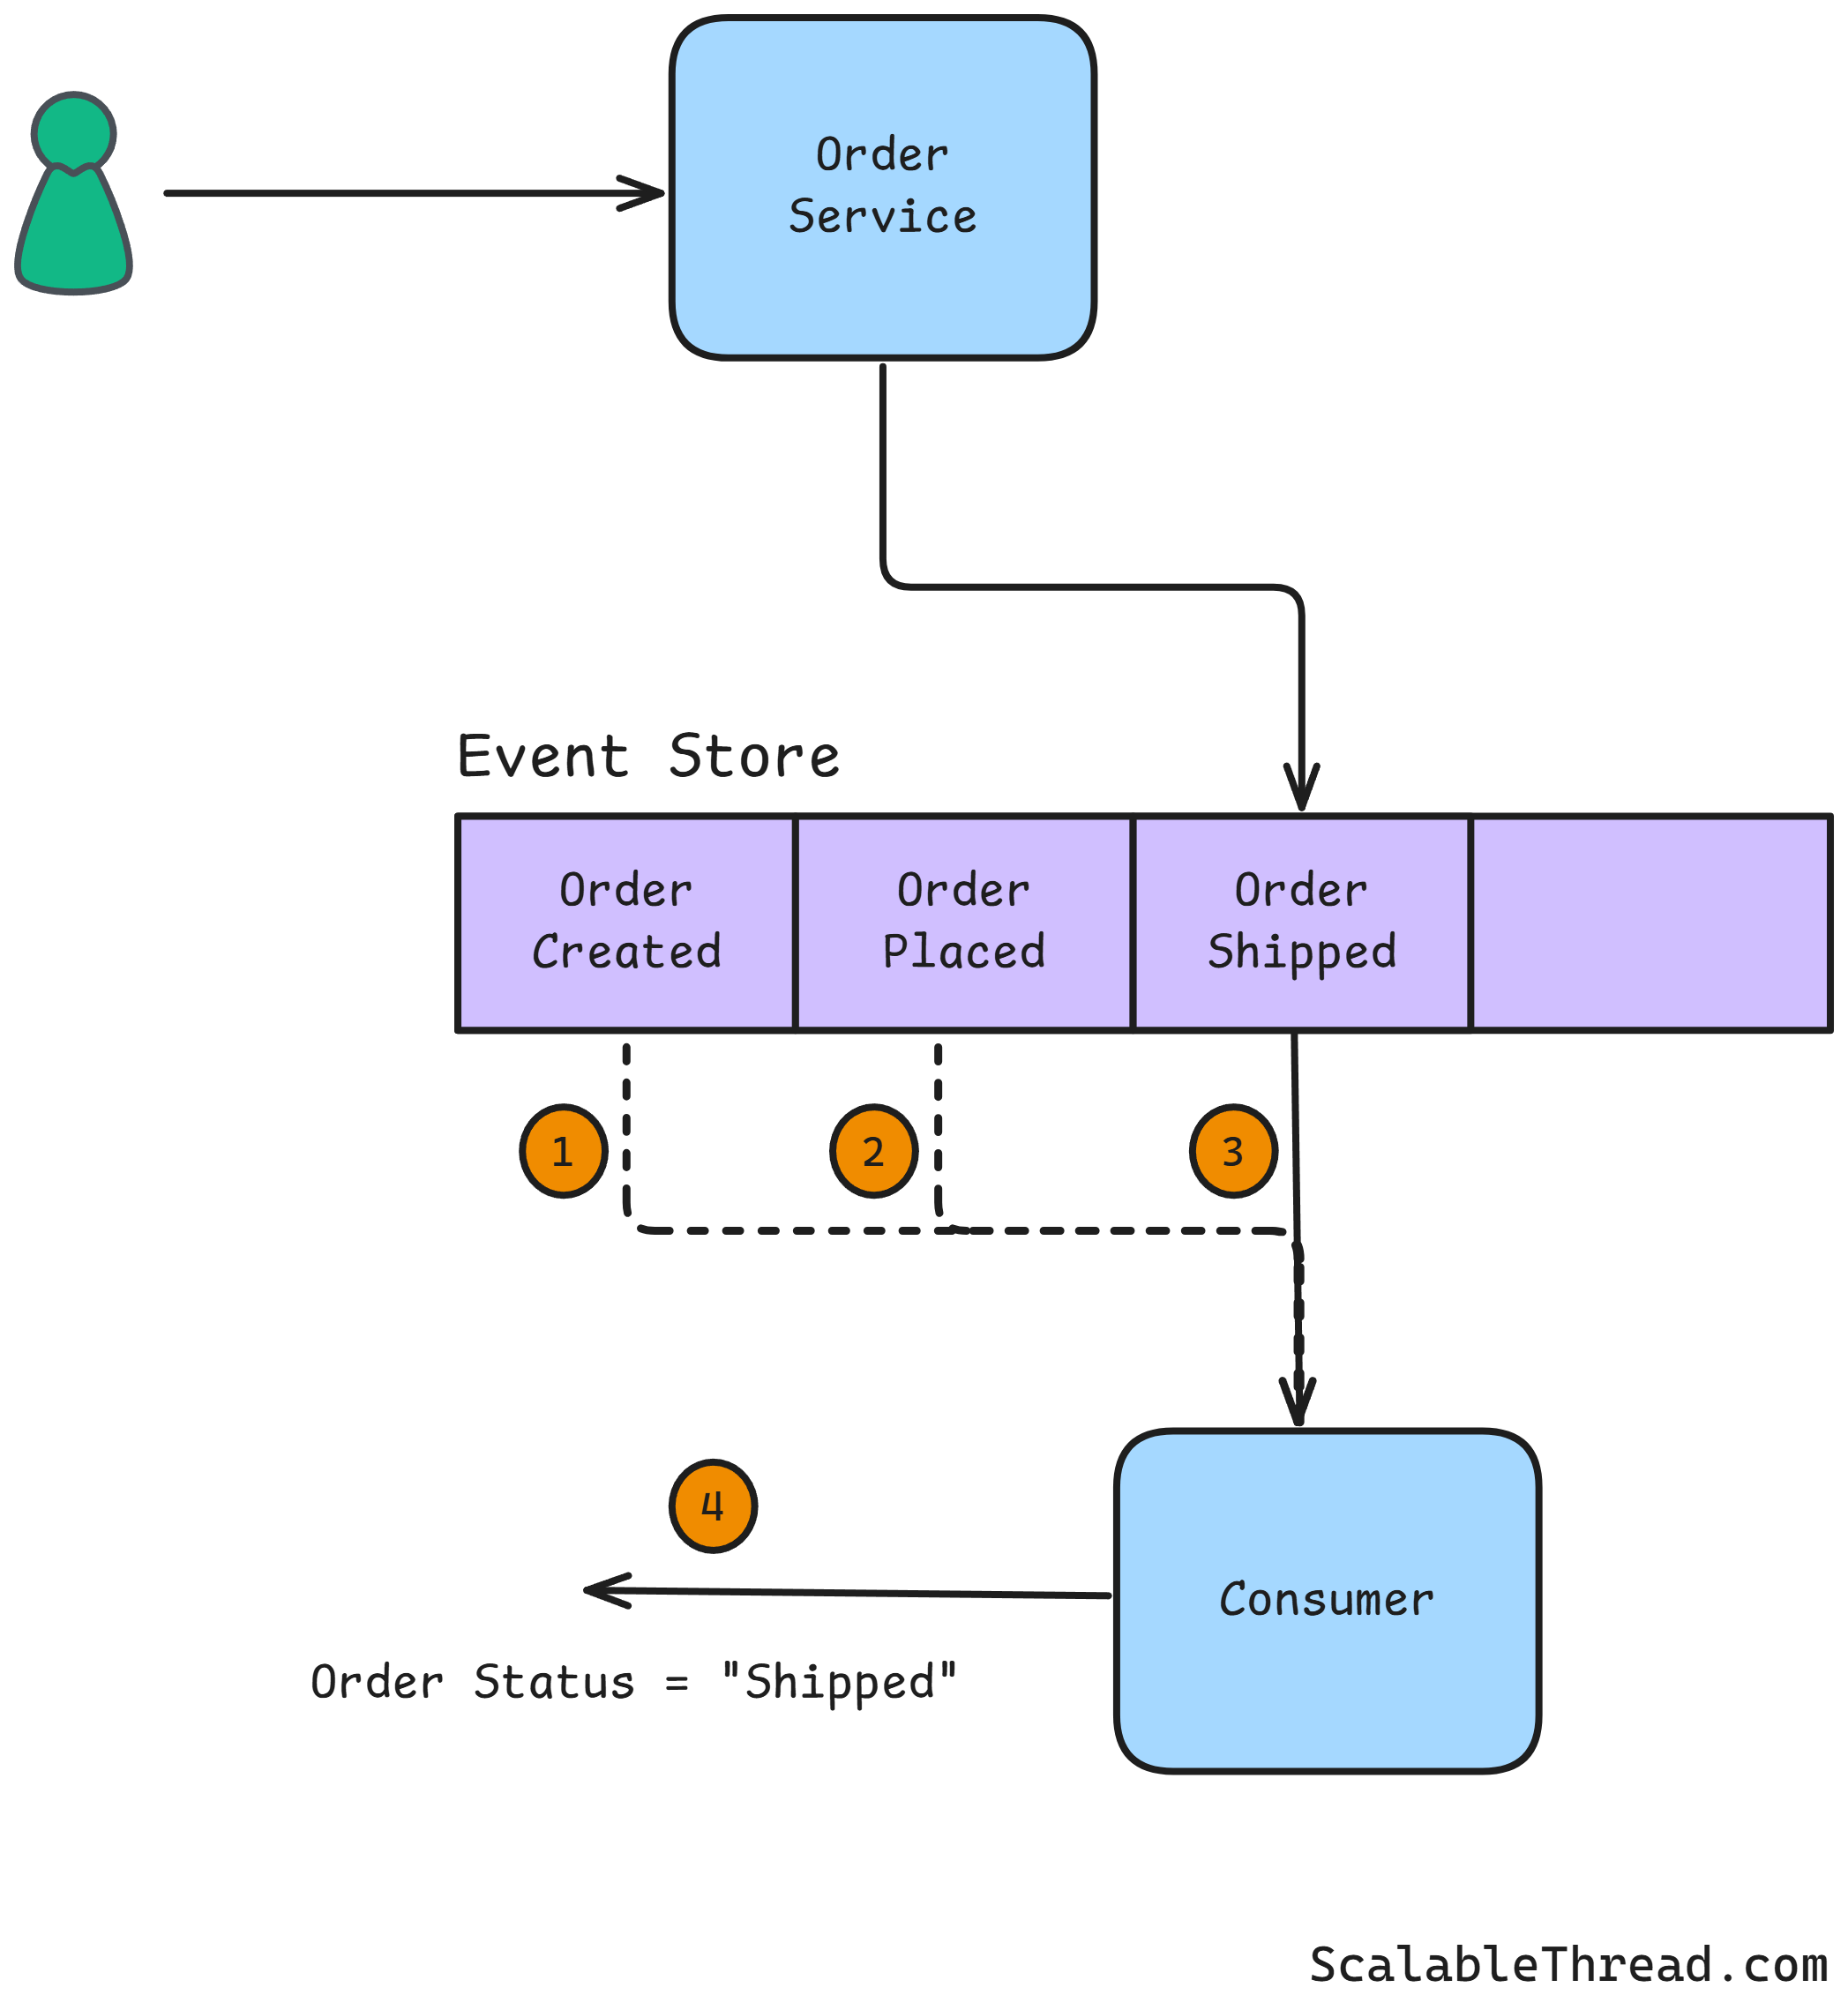 Order
Service
Event Store
Order
Created
Order
Placed
Order
Shipped
1
2
3
4
Consumer
Order Status = "Shipped"
ScalableThread.com